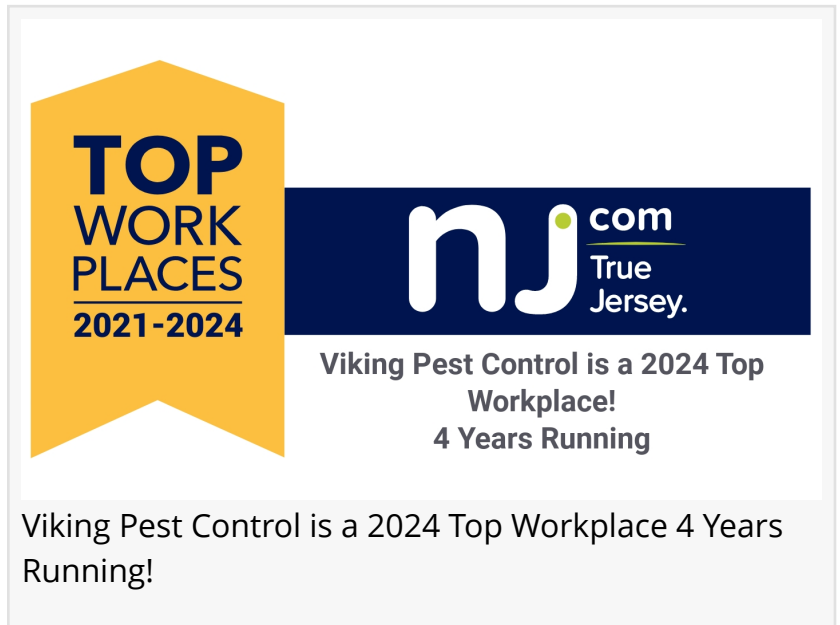 TOP
WORK
PLACES
2021-2024
nj com
True
Jersey.
Viking Pest Control is a 2024 Top
Workplace!
4 Years Running
Viking Pest Control is a 2024 Top Workplace 4 Years
Running!